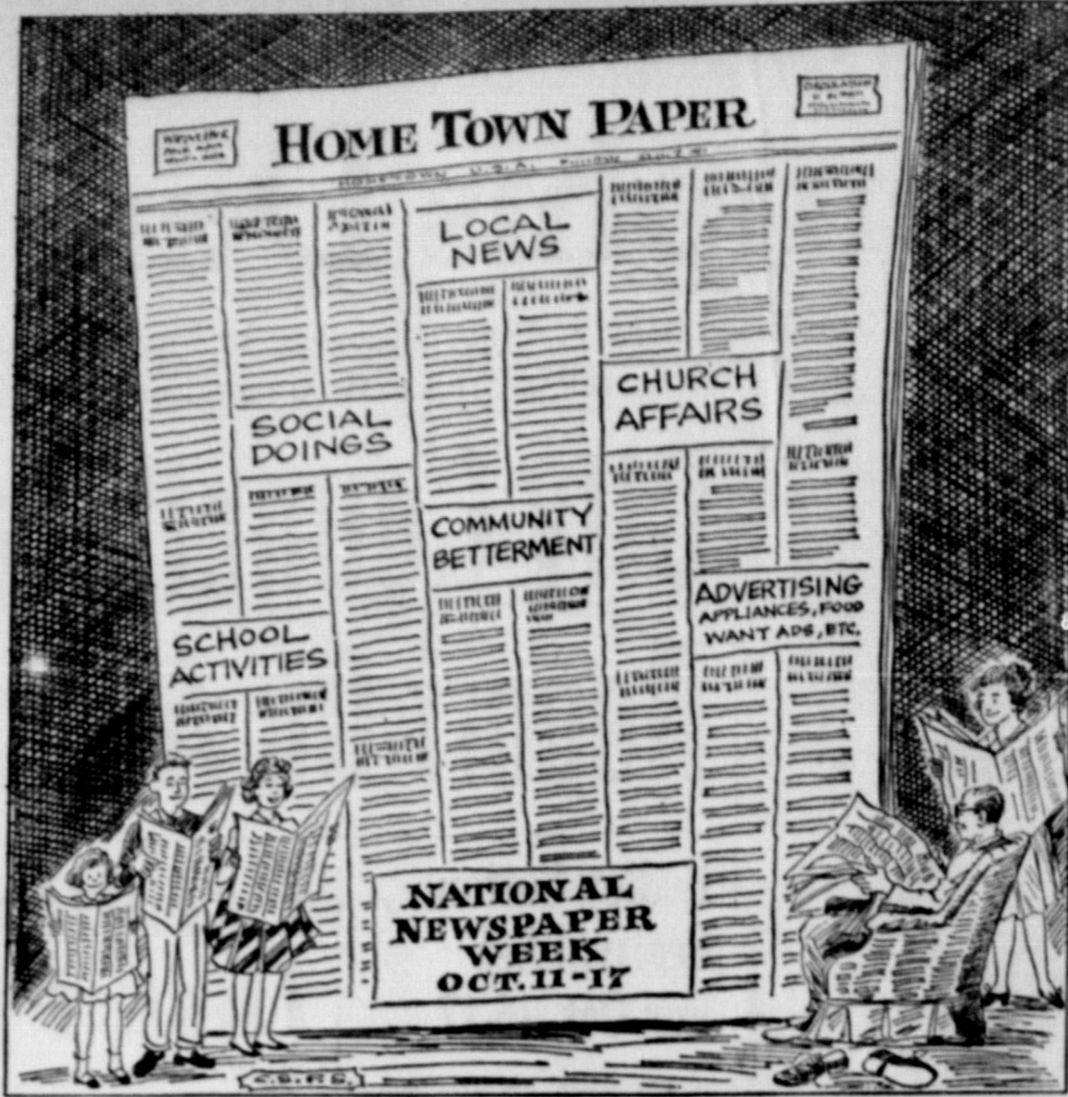 HOME TOWN PAPER
HOMETOWN U.S.A.
LOCAL
NEWS
CHURCH
AFFAIRS
SOCIAL
DOINGS
COMMUNITY
BETTERMENT
ADVERTISING
APPLIANCES, FOOD
WANT ADS, ETC.
SCHOOL
ACTIVITIES
NATIONAL
NEWSPAPER
WEEK
OCT. 11-17